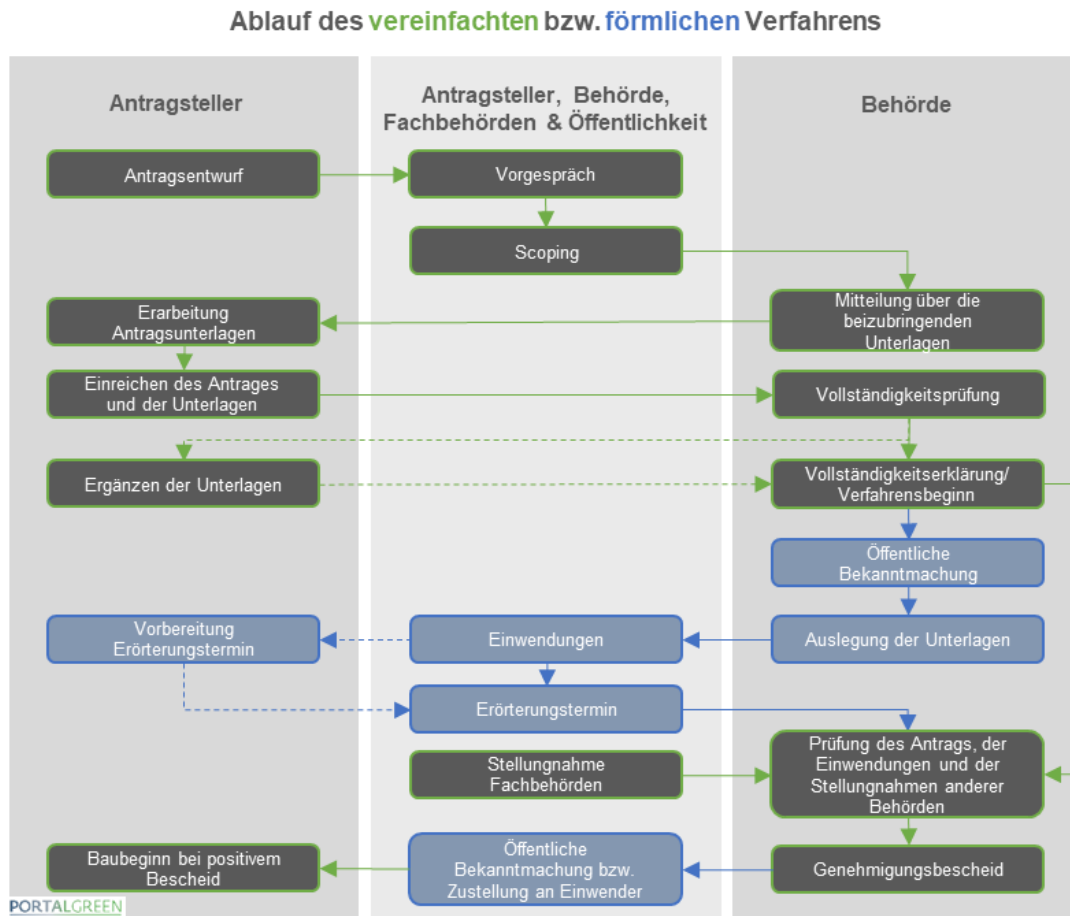 Ablauf des vereinfachten bzw. förmlichen Verfahrens
Antragsteller
Antragsteller, Behörde,
Fachbehörden & Öffentlichkeit
Behörde
Antragsentwurf
Vorgespräch
Scoping
Mitteilung über die
beizubringenden
Unterlagen
Erarbeitung
Antragsunterlagen
Einreichen des Antrages
und der Unterlagen
Vollständigkeitsprüfung
Ergänzen der Unterlagen
Vollständigkeitserklärung/
Verfahrensbeginn
Öffentliche
Bekanntmachung
Vorbereitung
Erörterungstermin
Einwendungen
Auslegung der Unterlagen
Erörterungstermin
Stellungnahme
Fachbehörden
Prüfung des Antrags, der
Einwendungen und der
Stellungnahmen anderer
Behörden
Baubeginn bei positivem
Bescheid
Öffentliche
Bekanntmachung bzw.
Zustellung an Einwender
Genehmigungsbescheid
PORTALGREEN